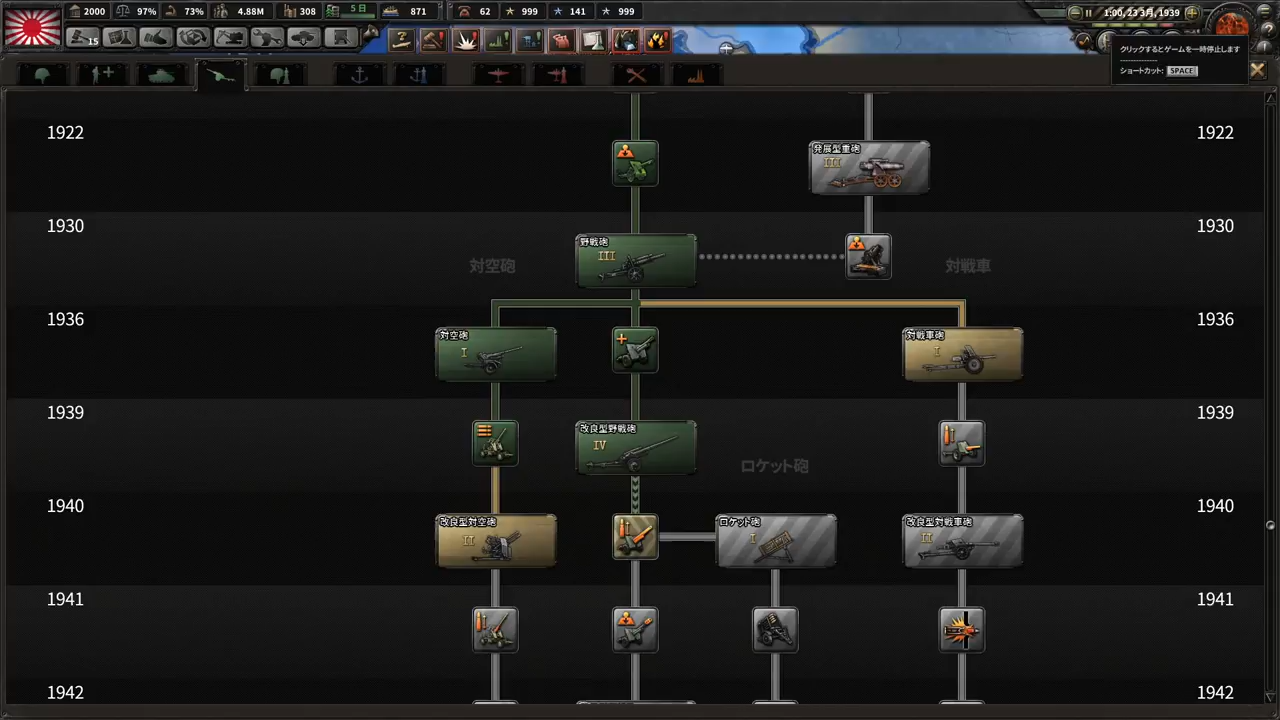 2000 97% 73% 4.88M 308 5日 871 62 999 141 999 1:00, 23 3月, 1939
15
クリックするとゲームを一時停止します
--------------
ショートカット: SPACE
1922 1922
発展型重砲
III
1930 1930
野戦砲
III
対空砲 対戦車
1936 1936
対空砲
I
対戦車砲
I
1939 1939
改良型野戦砲
IV
ロケット砲
1940 1940
改良型対空砲
II
ロケット砲
I
改良型対戦車砲
II
1941 1941
1942 1942